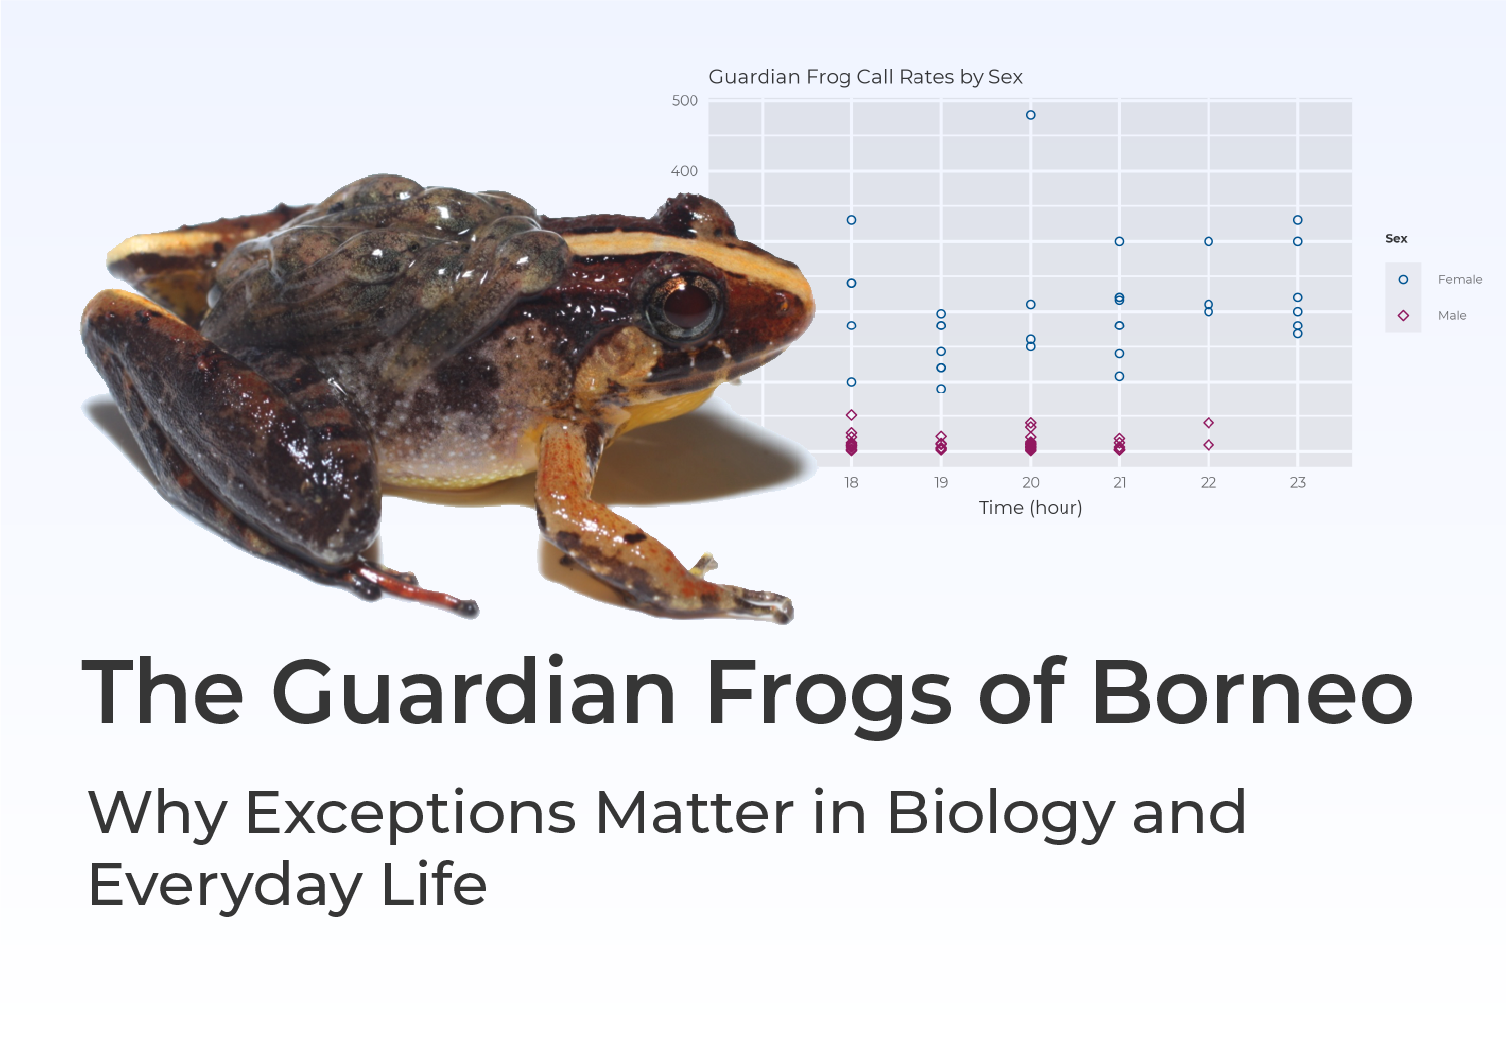 Guardian Frog Call Rates by Sex
500
400
Sex
Female
Male
18 19 20 21 22 23
Time (hour)
The Guardian Frogs of Borneo
Why Exceptions Matter in Biology and
Everyday Life